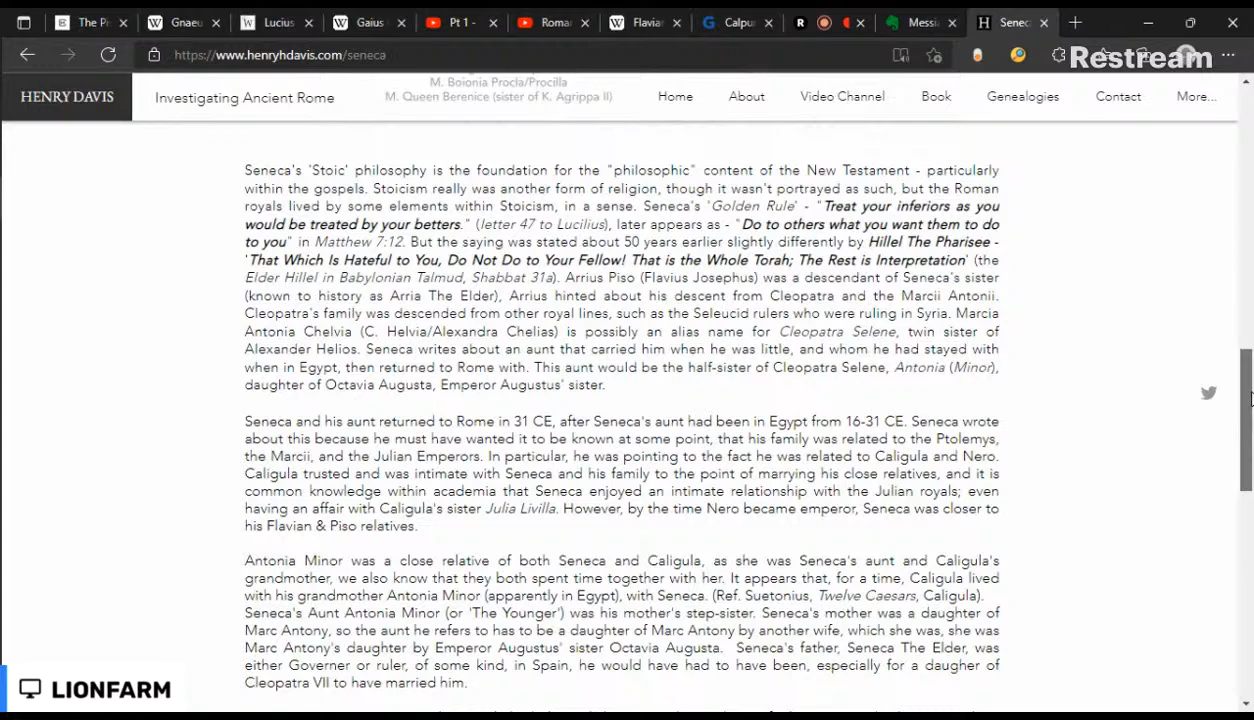 The Pi
Gnaeu
Lucius
Gaius
Pt 1 -
Roma
Flavian
Calpur
R
Messia
Senec
https://www.henryhdavis.com/seneca
Restream
HENRY DAVIS
Investigating Ancient Rome
M. Boionia Procla/Procilla
M. Queen Berenice (sister of K. Agrippa II)
Home
About
Video Channel
Book
Genealogies
Contact
More...
Seneca's 'Stoic' philosophy is the foundation for the "philosophic" content of the New Testament - particularly
within the gospels. Stoicism really was another form of religion, though it wasn't portrayed as such, but the Roman
royals lived by some elements within Stoicism, in a sense. Seneca's 'Golden Rule' - "Treat your inferiors as you
would be treated by your betters." (letter 47 to Lucilius), later appears as - "Do to others what you want them to do
to you" in Matthew 7:12. But the saying was stated about 50 years earlier slightly differently by Hillel The Pharisee -
'That Which is Hateful to You, Do Not Do to Your Fellow! That is the Whole Torah; The Rest is Interpretation' (the
Elder Hillel in Babylonian Talmud, Shabbat 31a). Arrius Piso (Flavius Josephus) was a descendant of Seneca's sister
(known to history as Arria The Elder), Arrius hinted about his descent from Cleopatra and the Marcii Antonii.
Cleopatra's family was descended from other royal lines, such as the Seleucid rulers who were ruling in Syria. Marcia
Antonia Chelvia (C. Helvia/Alexandra Chelias) is possibly an alias name for Cleopatra Selene, twin sister of
Alexander Helios. Seneca writes about an aunt that carried him when he was little, and whom he had stayed with
when in Egypt, then returned to Rome with. This aunt would be the half-sister of Cleopatra Selene, Antonia (Minor),
daughter of Octavia Augusta, Emperor Augustus' sister.
Seneca and his aunt returned to Rome in 31 CE, after Seneca's aunt had been in Egypt from 16-31 CE. Seneca wrote
about this because he must have wanted it to be known at some point, that his family was related to the Ptolemys,
the Marcii, and the Julian Emperors. In particular, he was pointing to the fact he was related to Caligula and Nero.
Caligula trusted and was intimate with Seneca and his family to the point of marrying his close relatives, and it is
common knowledge within academia that Seneca enjoyed an intimate relationship with the Julian royals; even
having an affair with Caligula's sister Julia Livilla. However, by the time Nero became emperor, Seneca was closer to
his Flavian & Piso relatives.
Antonia Minor was a close relative of both Seneca and Caligula, as she was Seneca's aunt and Caligula's
grandmother, we also know that they both spent time together with her. It appears that, for a time, Caligula lived
with his grandmother Antonia Minor (apparently in Egypt), with Seneca. (Ref. Suetonius, Twelve Caesars, Caligula).
Seneca's Aunt Antonia Minor (or 'The Younger') was his mother's step-sister. Seneca's mother was a daughter of
Marc Antony, so the aunt he refers to has to be a daughter of Marc Antony by another wife, which she was, she was
Marc Antony's daughter by Emperor Augustus' sister Octavia Augusta. Seneca's father, Seneca The Elder, was
either Governor or ruler, of some kind, in Spain, he would have had to have been, especially for a daugher of
Cleopatra VII to have married him.
LIONFARM